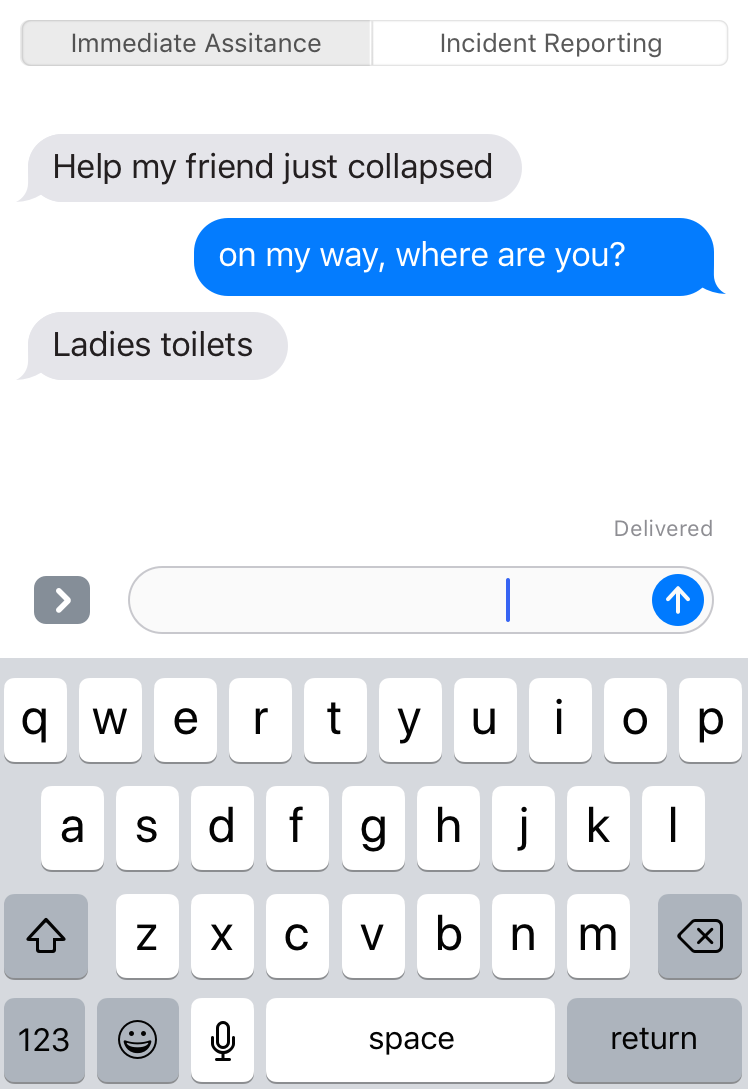 Immediate Assitance Incident Reporting
Help my friend just collapsed
on my way, where are you?
Ladies toilets
Delivered
q w e r t y u i o p
a s d f g h j k l
z x c v b n m
123 space return